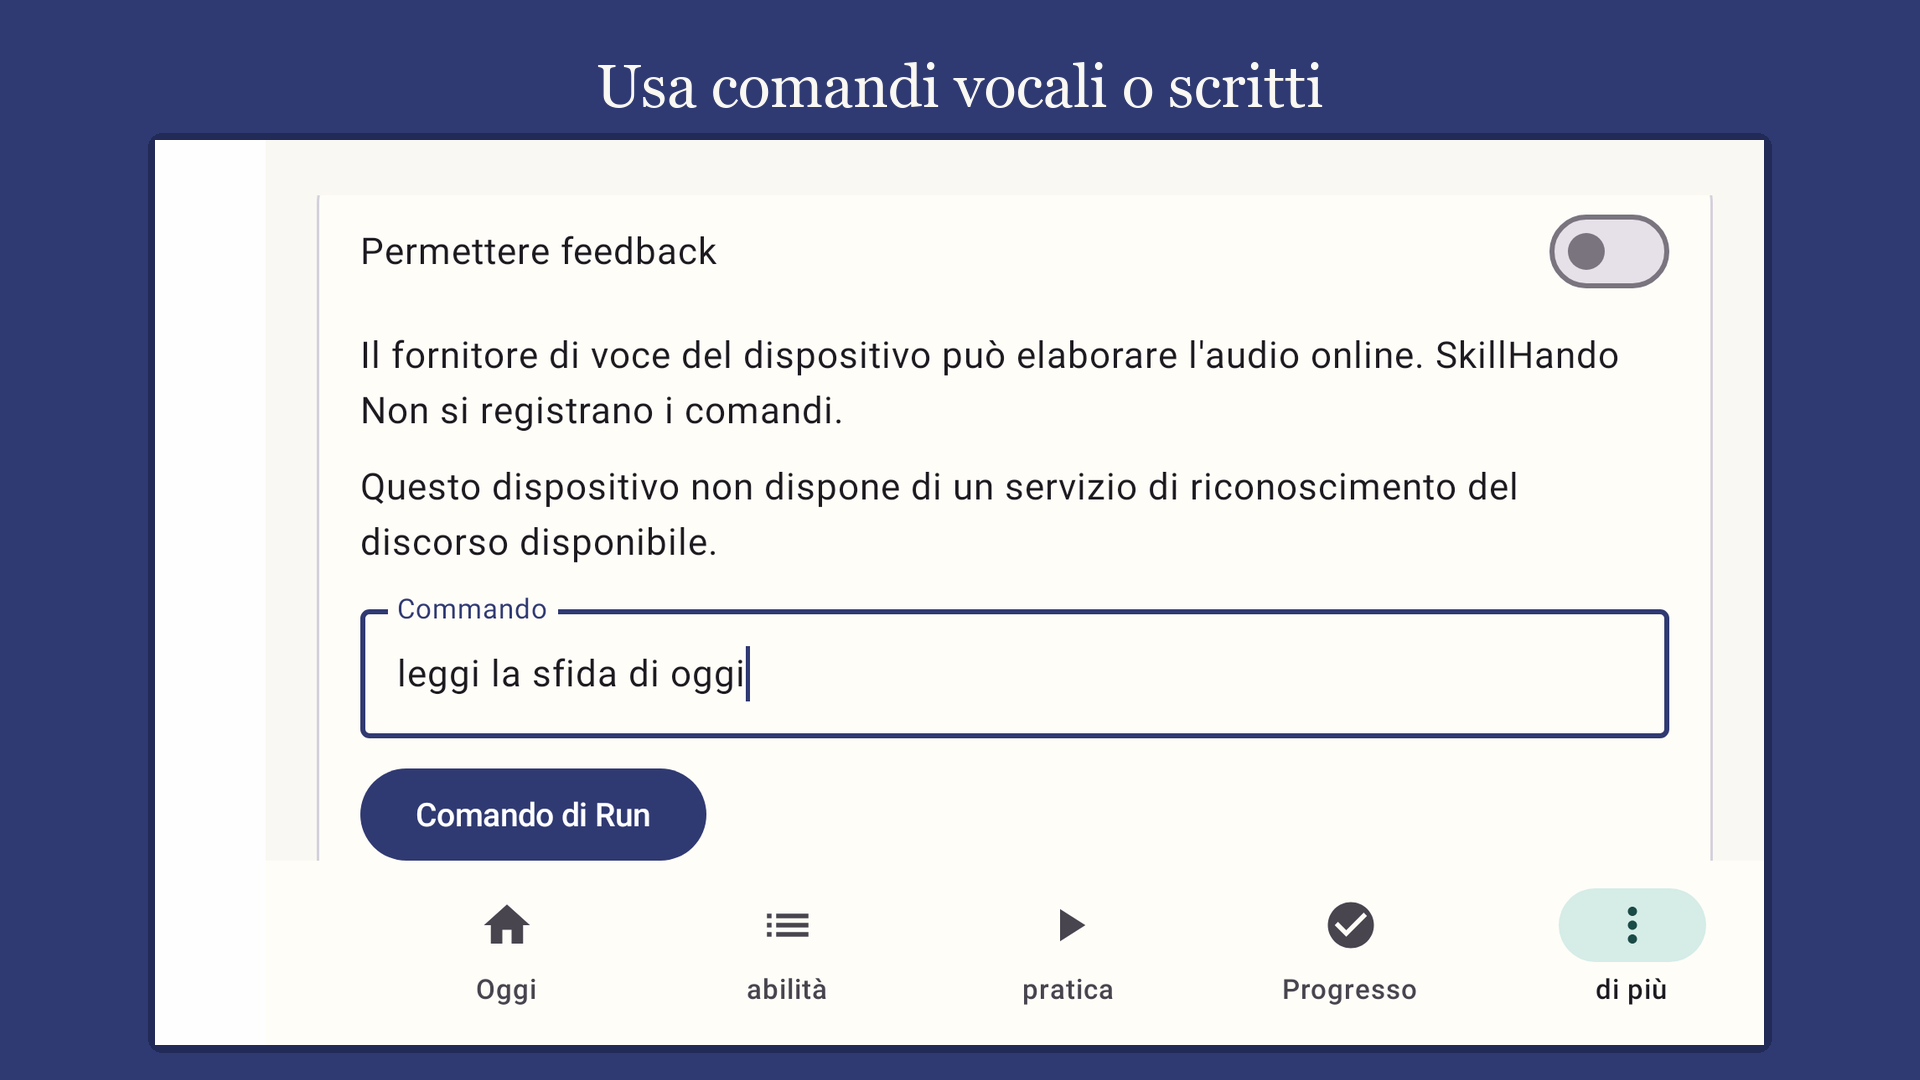 Usa comandi vocali o scritti
Permettere feedback
Il fornitore di voce del dispositivo può elaborare l'audio online. SkillHando
Non si registrano i comandi.
Questo dispositivo non dispone di un servizio di riconoscimento del
discorso disponibile.
Commando
leggi la sfida di oggi
Comando di Run
Oggi
abilità
pratica
Progresso
di più